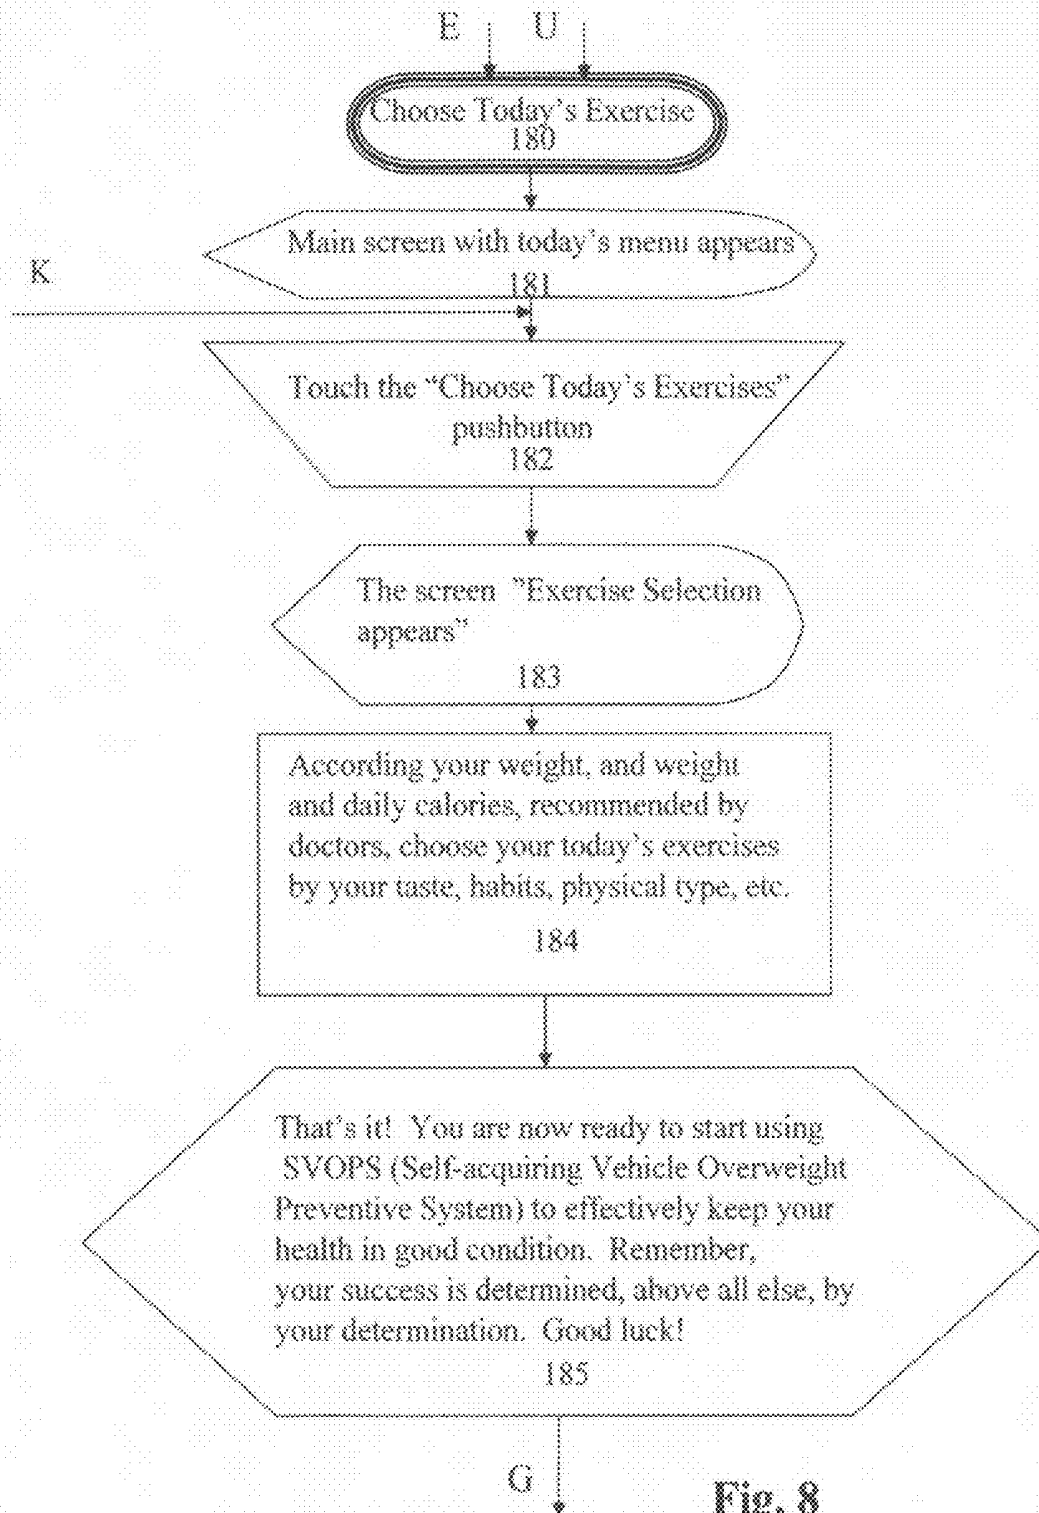 E U
Choose Today's Exercise
180
Main screen with today's menu appears
181
K
Touch the “Choose Today's Exercises”
pushbutton
182
The screen ”Exercise Selection
appears”
183
According your weight, and weight
and daily calories, recommended by
doctors, choose your today's exercises
by your taste, habits, physical type, etc.
184
That's it! You are now ready to start using
SVOPS (Self-acquiring Vehicle Overweight
Preventive System) to effectively keep your
health in good condition. Remember,
your success is determined, above all else, by
your determination. Good luck!
185
G
Fig. 8